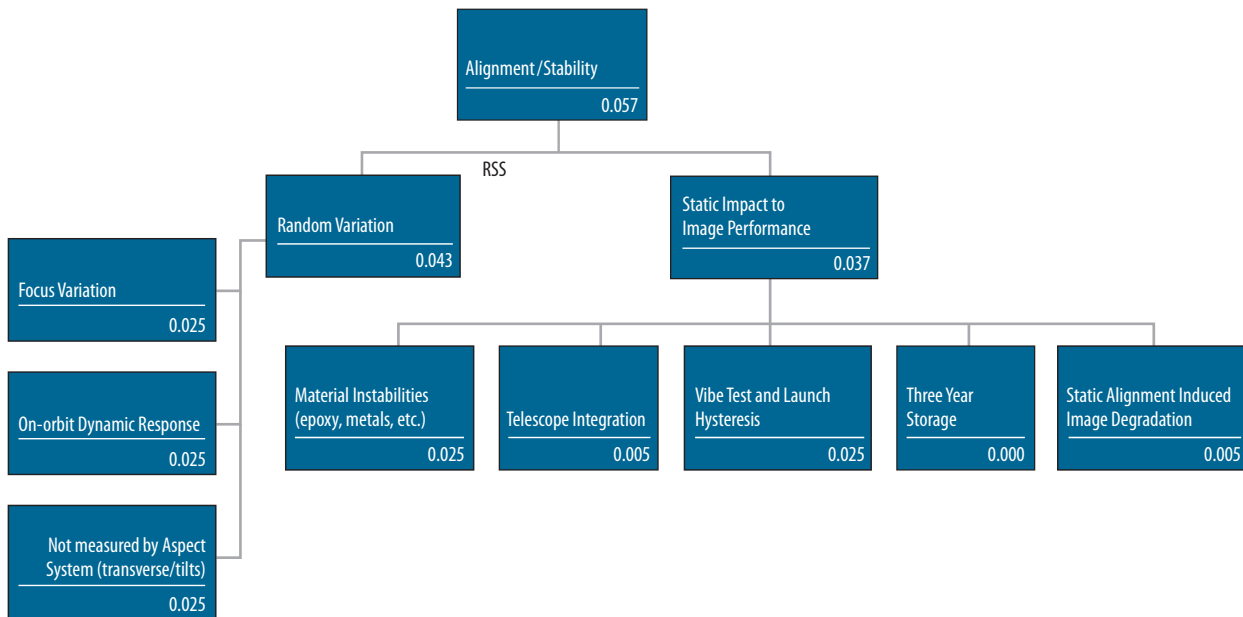 Alignment/Stability
0.057
RSS
Random Variation
0.043
Static Impact to
Image Performance
0.037
Focus Variation
0.025
On-orbit Dynamic Response
0.025
Not measured by Aspect
System (transverse/tilts)
0.025
Material Instabilities
(epoxy, metals, etc.)
0.025
Telescope Integration
0.005
Vibe Test and Launch
Hysteresis
0.025
Three Year
Storage
0.000
Static Alignment Induced
Image Degradation
0.005